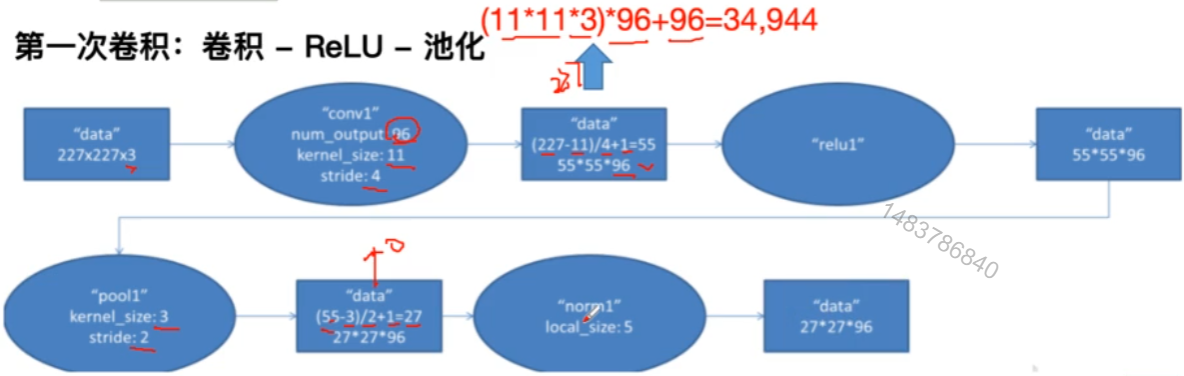 (11*11*3)*96+96=34,944
第一次卷积：卷积 – ReLU – 池化
“data”
227x227x3
“conv1”
num_output: 96
kernel_size: 11
stride: 4
“data”
(227-11)/4+1=55
55*55*96
“relu1”
“data”
55*55*96
1483786840
“pool1”
kernel_size: 3
stride: 2
0
“data”
(55-3)/2+1=27
27*27*96
“norm1”
local_size: 5
“data”
27*27*96